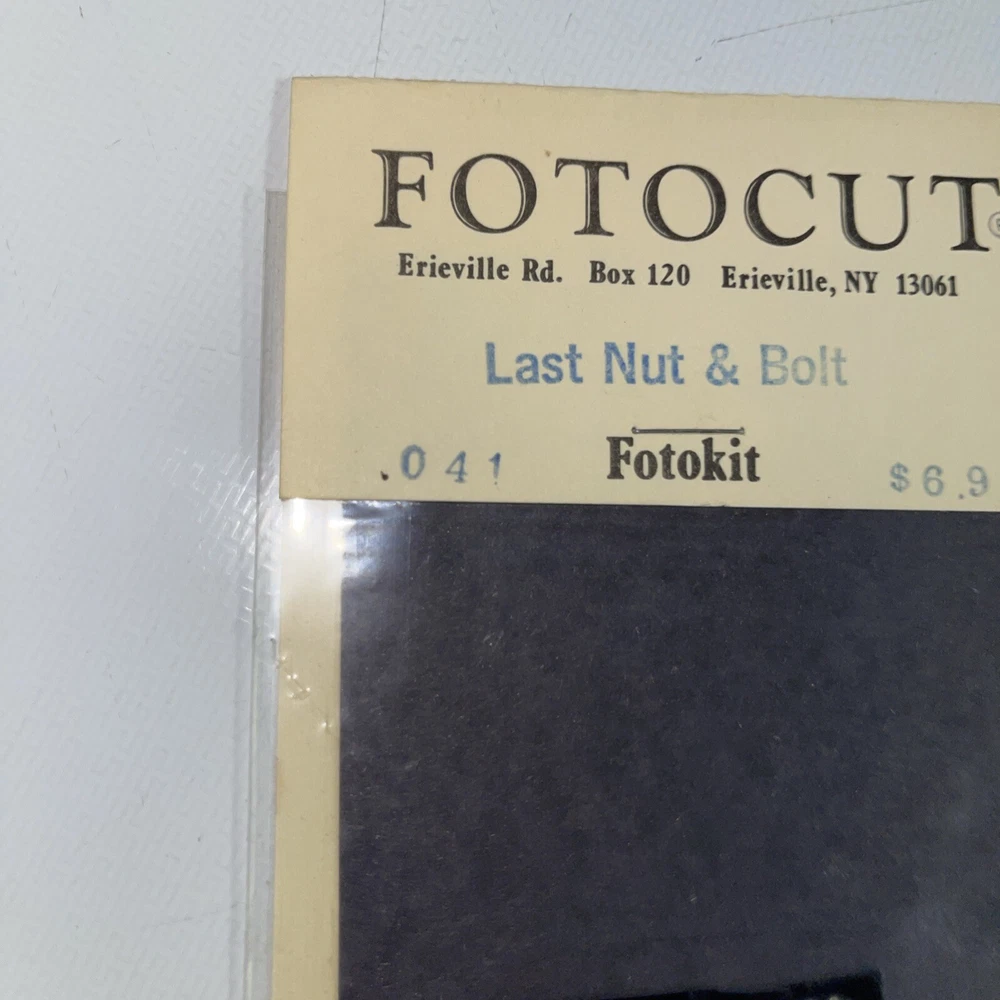 FOTOCUT
Erieville Rd. Box 120 Erieville, NY 13061
Last Nut & Bolt
Fotokit
.041 $6.9